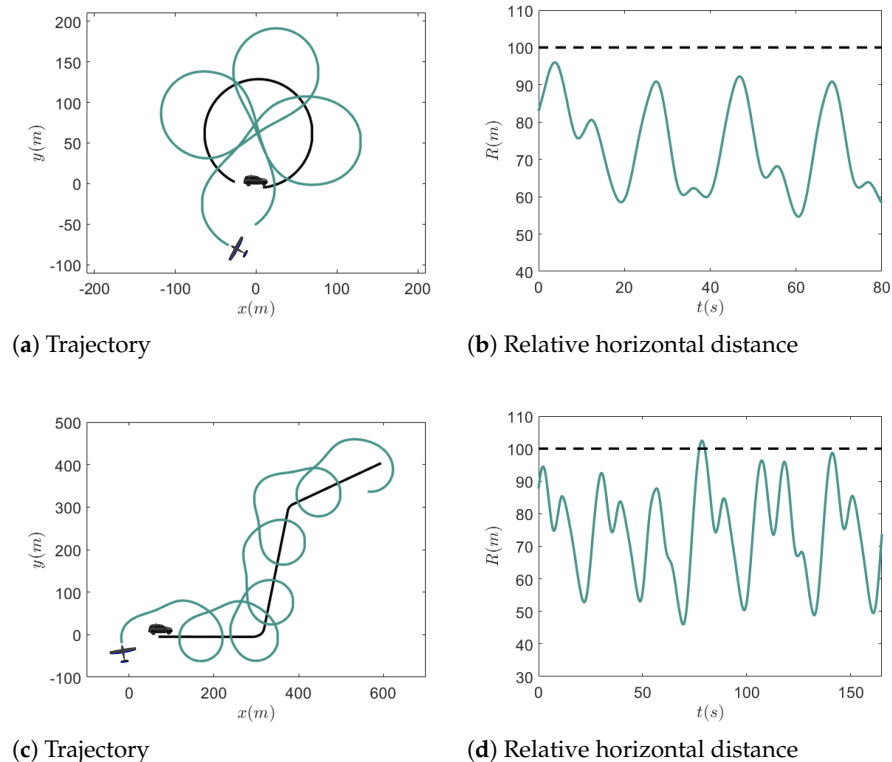 200
150
100
50
0
-50
-100
y(m)
-200 -100 0 100 200
x(m)
(a) Trajectory
110
100
90
80
70
60
50
40
R(m)
0 20 40 60 80
t(s)
(b) Relative horizontal distance
500
400
300
200
100
0
-100
y(m)
0 200 400 600
x(m)
(c) Trajectory
110
100
90
80
70
60
50
40
30
R(m)
0 50 100 150
t(s)
(d) Relative horizontal distance